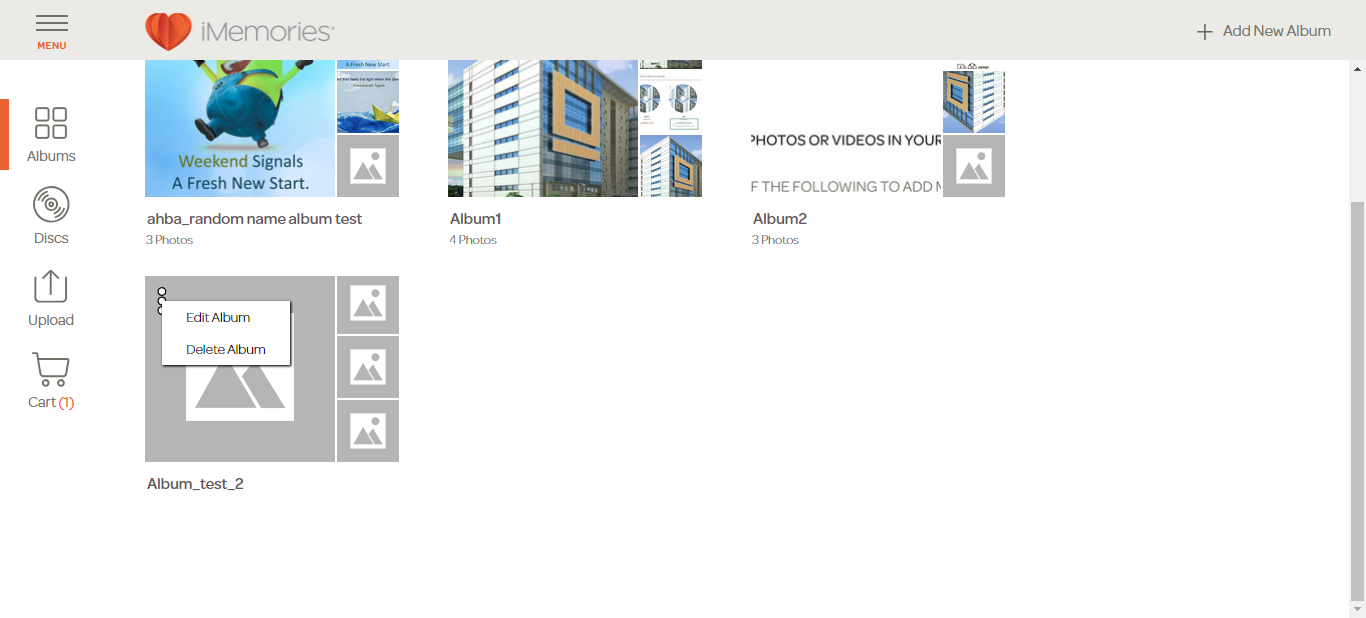 MENU
iMemories
Add New Album
Albums
Discs
Upload
Cart (1)
A Fresh New Start.
Weekend Signals
A Fresh New Start.
ahba_random name album test
3 Photos
Album1
4 Photos
PHOTOS OR VIDEOS IN YOUR
F THE FOLLOWING TO ADD
Album2
3 Photos
Edit Album
Delete Album
Album_test_2